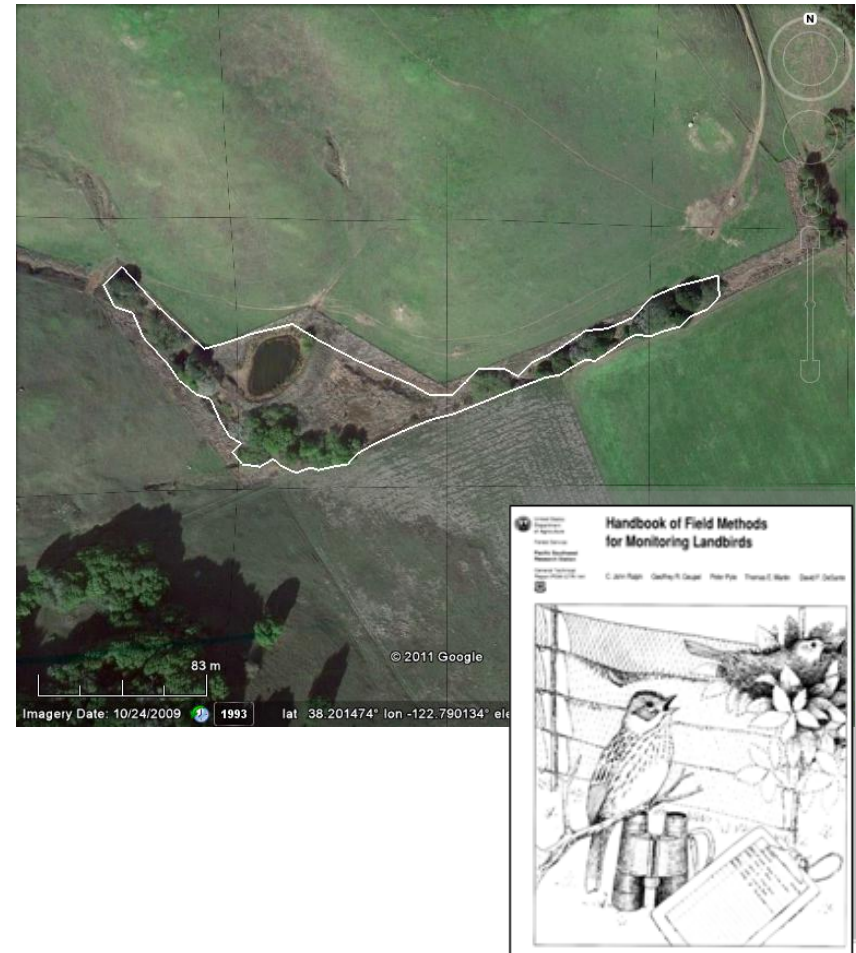 N
© 2011 Google
83 m
Imagery Date: 10/24/2009 1993 lat 38.201474° lon -122.790134° ele
United States
Department
of Agriculture
Forest Service
Pacific Southwest
Research Station
General Technical
Handbook of Field Methods
for Monitoring Landbirds
C. John Ralph Geoffrey R. Geupel Peter Pyle Thomas E. Martin David F. DeSante